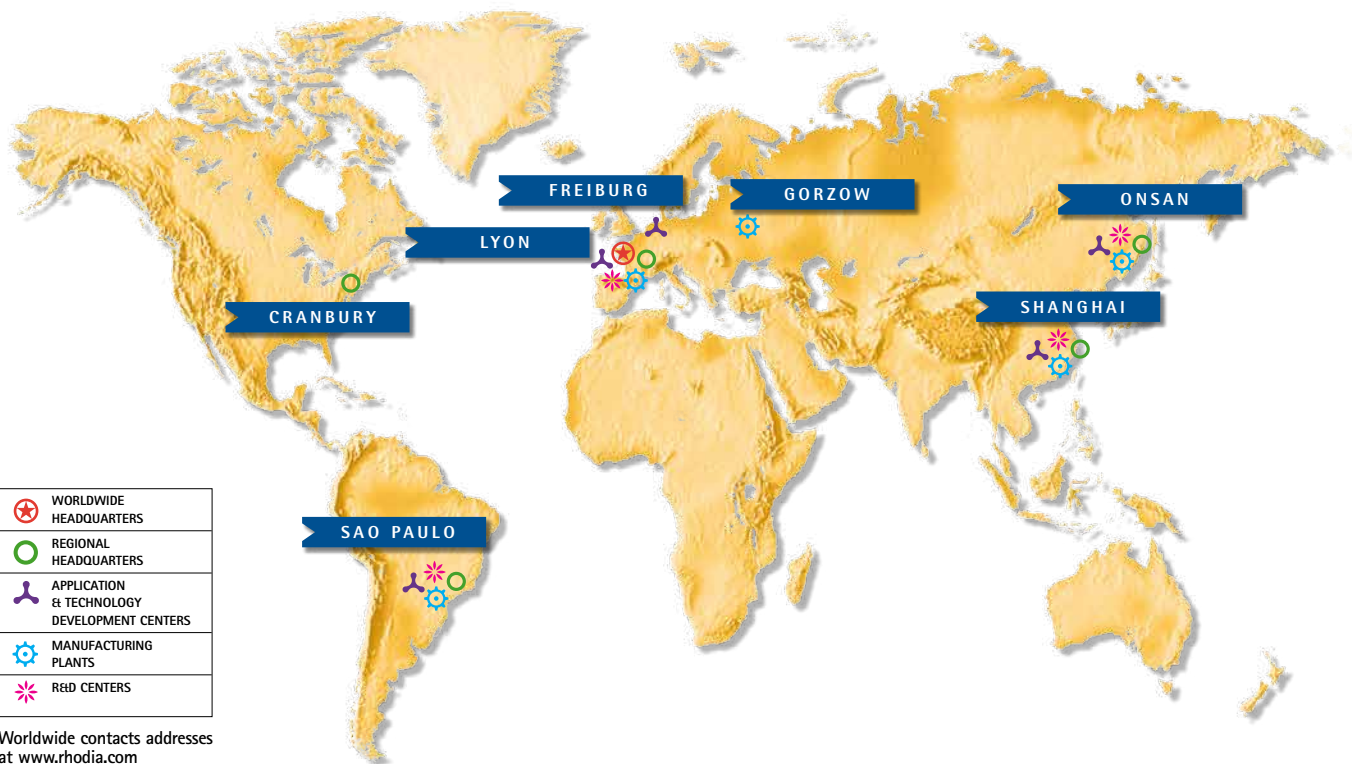 FREIBURG
GORZOW
ONSAN
LYON
SHANGHAI
CRANBURY
SAO PAULO
WORLDWIDE
HEADQUARTERS
REGIONAL
HEADQUARTERS
APPLICATION
& TECHNOLOGY
DEVELOPMENT CENTERS
MANUFACTURING
PLANTS
R&D CENTERS
Worldwide contacts addresses
at www.rhodia.com